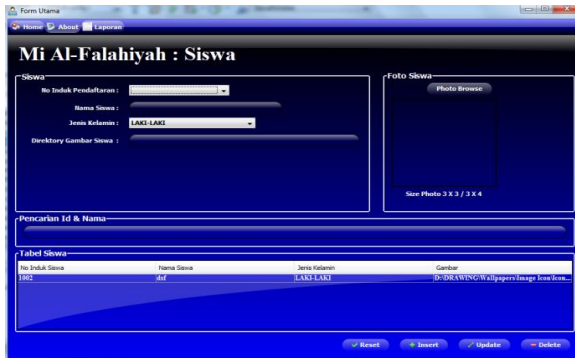 Form Utama
Home About Laporan
Mi Al-Falahiyah : Siswa
Siswa
No Induk Pendaftaran :
Nama Siswa :
Jenis Kelamin : LAKI-LAKI
Direktory Gambar Siswa :
Foto Siswa
Photo Browse
Size Photo 3 X 3 / 3 X 4
Pencarian Id & Nama
Tabel Siswa
No Induk Siswa Nama Siswa Jenis Kelamin Gambar
1002 dsf LAKI-LAKI D:\DRAWING\Wallpapers\Image Icon\Icon...
Reset Insert Update Delete